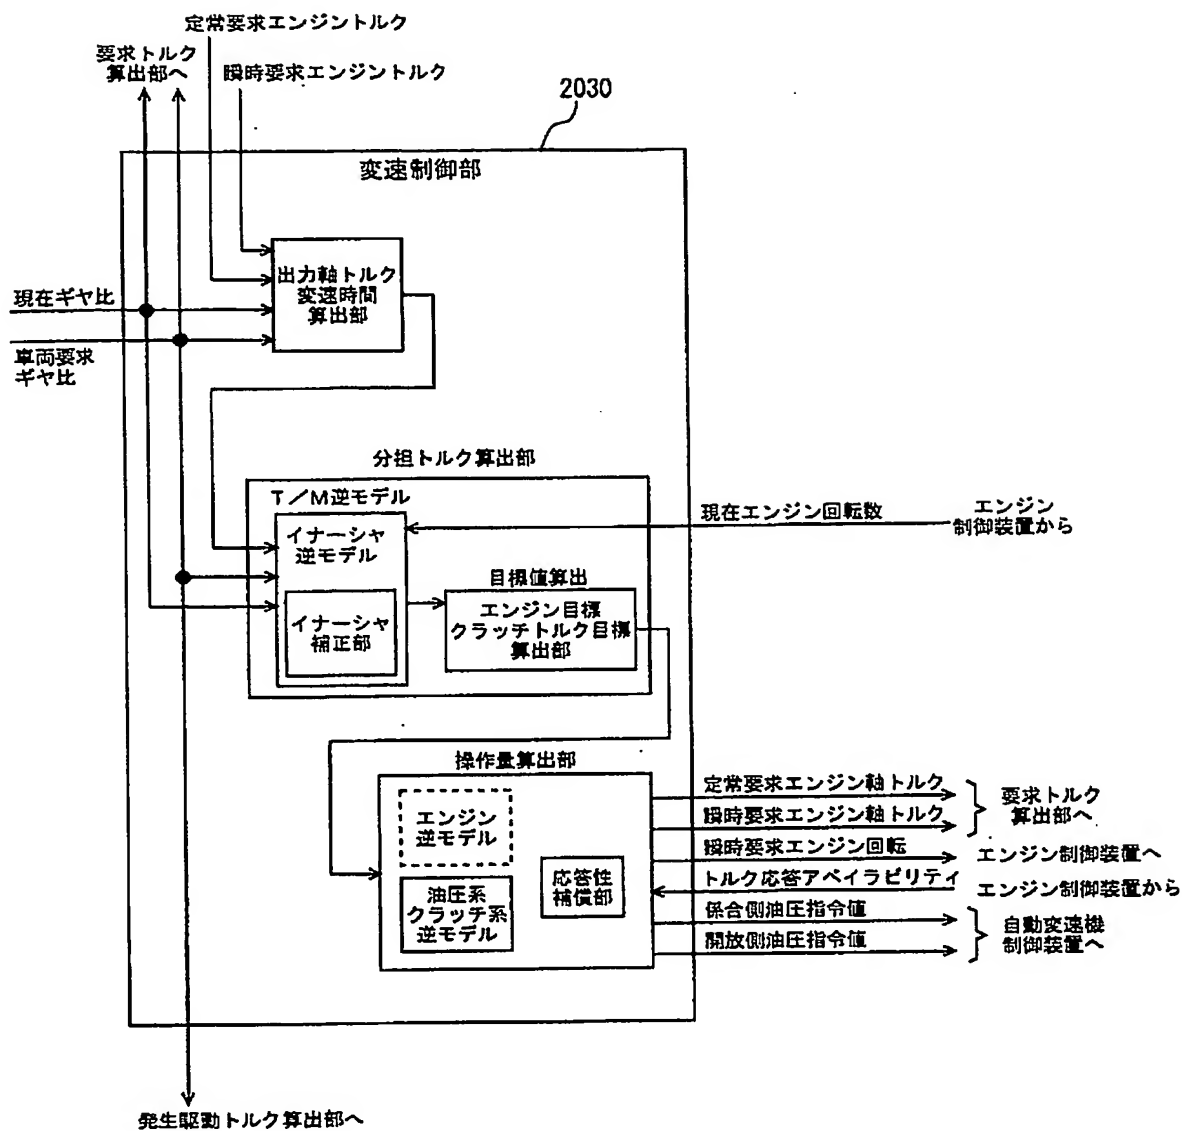 定常要求エンジントルク
要求トルク
算出部へ
瞬時要求エンジントルク
2030
変速制御部
出力軸トルク
変速時間
算出部
現在ギヤ比
車両要求
ギヤ比
分担トルク算出部
T/M逆モデル
イナーシャ
逆モデル
現在エンジン回転数
エンジン
制御装置から
目標値算出
イナーシャ
補正部
エンジン目標
クラッチトルク目標
算出部
操作量算出部
エンジン
逆モデル
油圧系
クラッチ系
逆モデル
応答性
補償部
定常要求エンジン軸トルク
瞬時要求エンジン軸トルク
要求トルク
算出部へ
瞬時要求エンジン回転
エンジン制御装置へ
トルク応答アベイラビリティ
エンジン制御装置から
係合側油圧指令値
開放側油圧指令値
自動変速機
制御装置へ
発生駆動トルク算出部へ